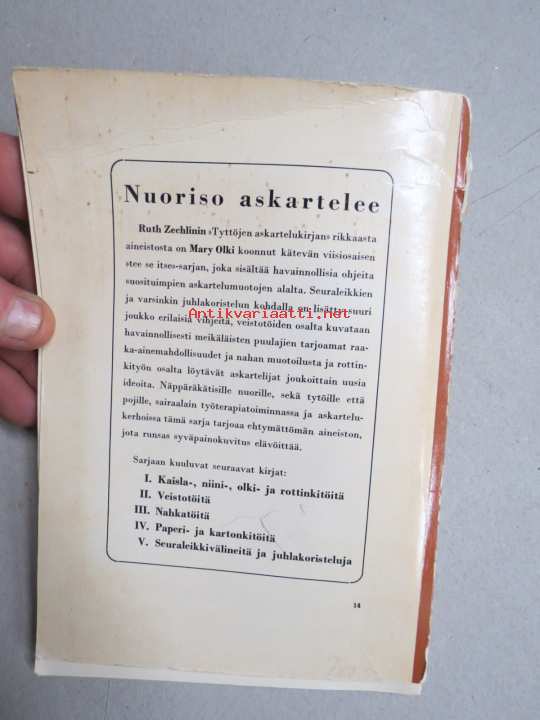 Nuoriso askartelee
Ruth Zechlinin »Tyttöjen askartelukirjan» rikkaasta
aineistosta on Mary Olki koonnut kätevän viisiosaisen
stee se itses-sarjan, joka sisältää havainnollisia ohjeita
suosituimpien askartelumuotojen alalta. Seuraleikkien
ja varsinkin juhlakoristelun kohdalla on lisätty suuri
Antikvariaatti.net
joukko erilaisia vihjeitä, veistotöiden osalta kuvataan
havainnollisesti meikäläisten puulajien tarjoamat raa-
ka-ainemahdollisuudet ja nahan muotoilusta ja rottin-
kityön osalta löytävät askartelijat joukoittain uusia
ideoita. Näppäräkätisille nuorille, sekä tytöille että
pojille, sairaalain työterapiatoiminnassa ja askartelu-
kerhoissa tämä sarja tarjoaa ehtymättömän aineiston,
jota runsas syväpainokuvitus elävöittää.
Sarjaan kuuluvat seuraavat kirjat:
I. Kaisla-, niini-, olki- ja rottinkitöitä
II. Veistotöitä
III. Nahkatöitä
IV. Paperi- ja kartonkitöitä
V. Seuraleikkivälineitä ja juhlakoristeluja
14